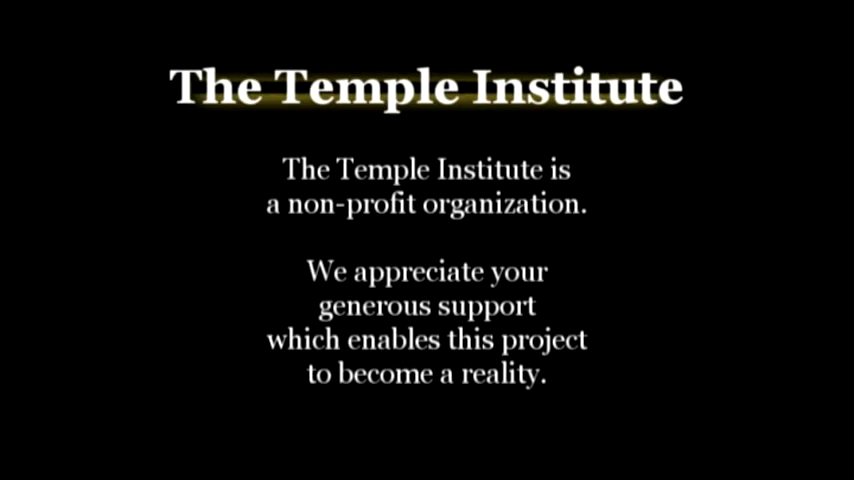 The Temple Institute
The Temple Institute is
a non-profit organization.
We appreciate your
generous support
which enables this project
to become a reality.